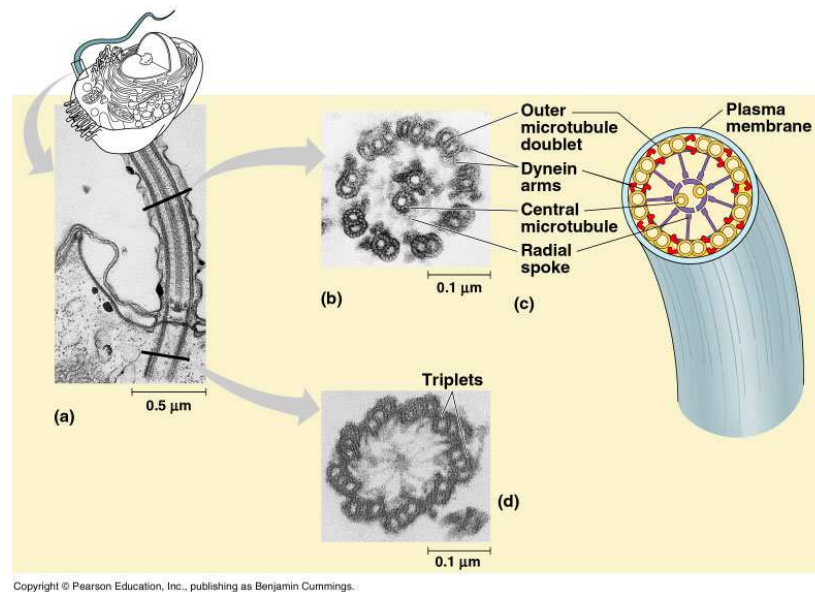 Outer
microtubule
doublet
Dynein
arms
Central
microtubule
Radial
spoke
Plasma
membrane
0.1 μm
(b)
(c)
0.5 μm
(a)
Triplets
(d)
0.1 μm
Copyright © Pearson Education, Inc., publishing as Benjamin Cummings.